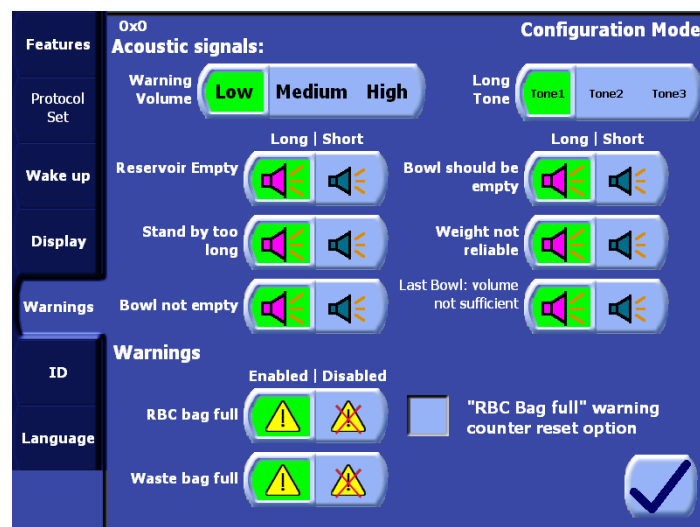 0x0
Configuration Mode
Features
Acoustic signals:
Warning
Volume
Low Medium High
Long
Tone
Tone1 Tone2 Tone3
Protocol
Set
Long | Short
Long | Short
Wake up
Reservoir Empty
Bowl should be
empty
Display
Stand by too
long
Weight not
reliable
Warnings
Bowl not empty
Last Bowl: volume
not sufficient
Warnings
ID
Enabled | Disabled
RBC bag full
"RBC Bag full" warning
counter reset option
Language
Waste bag full